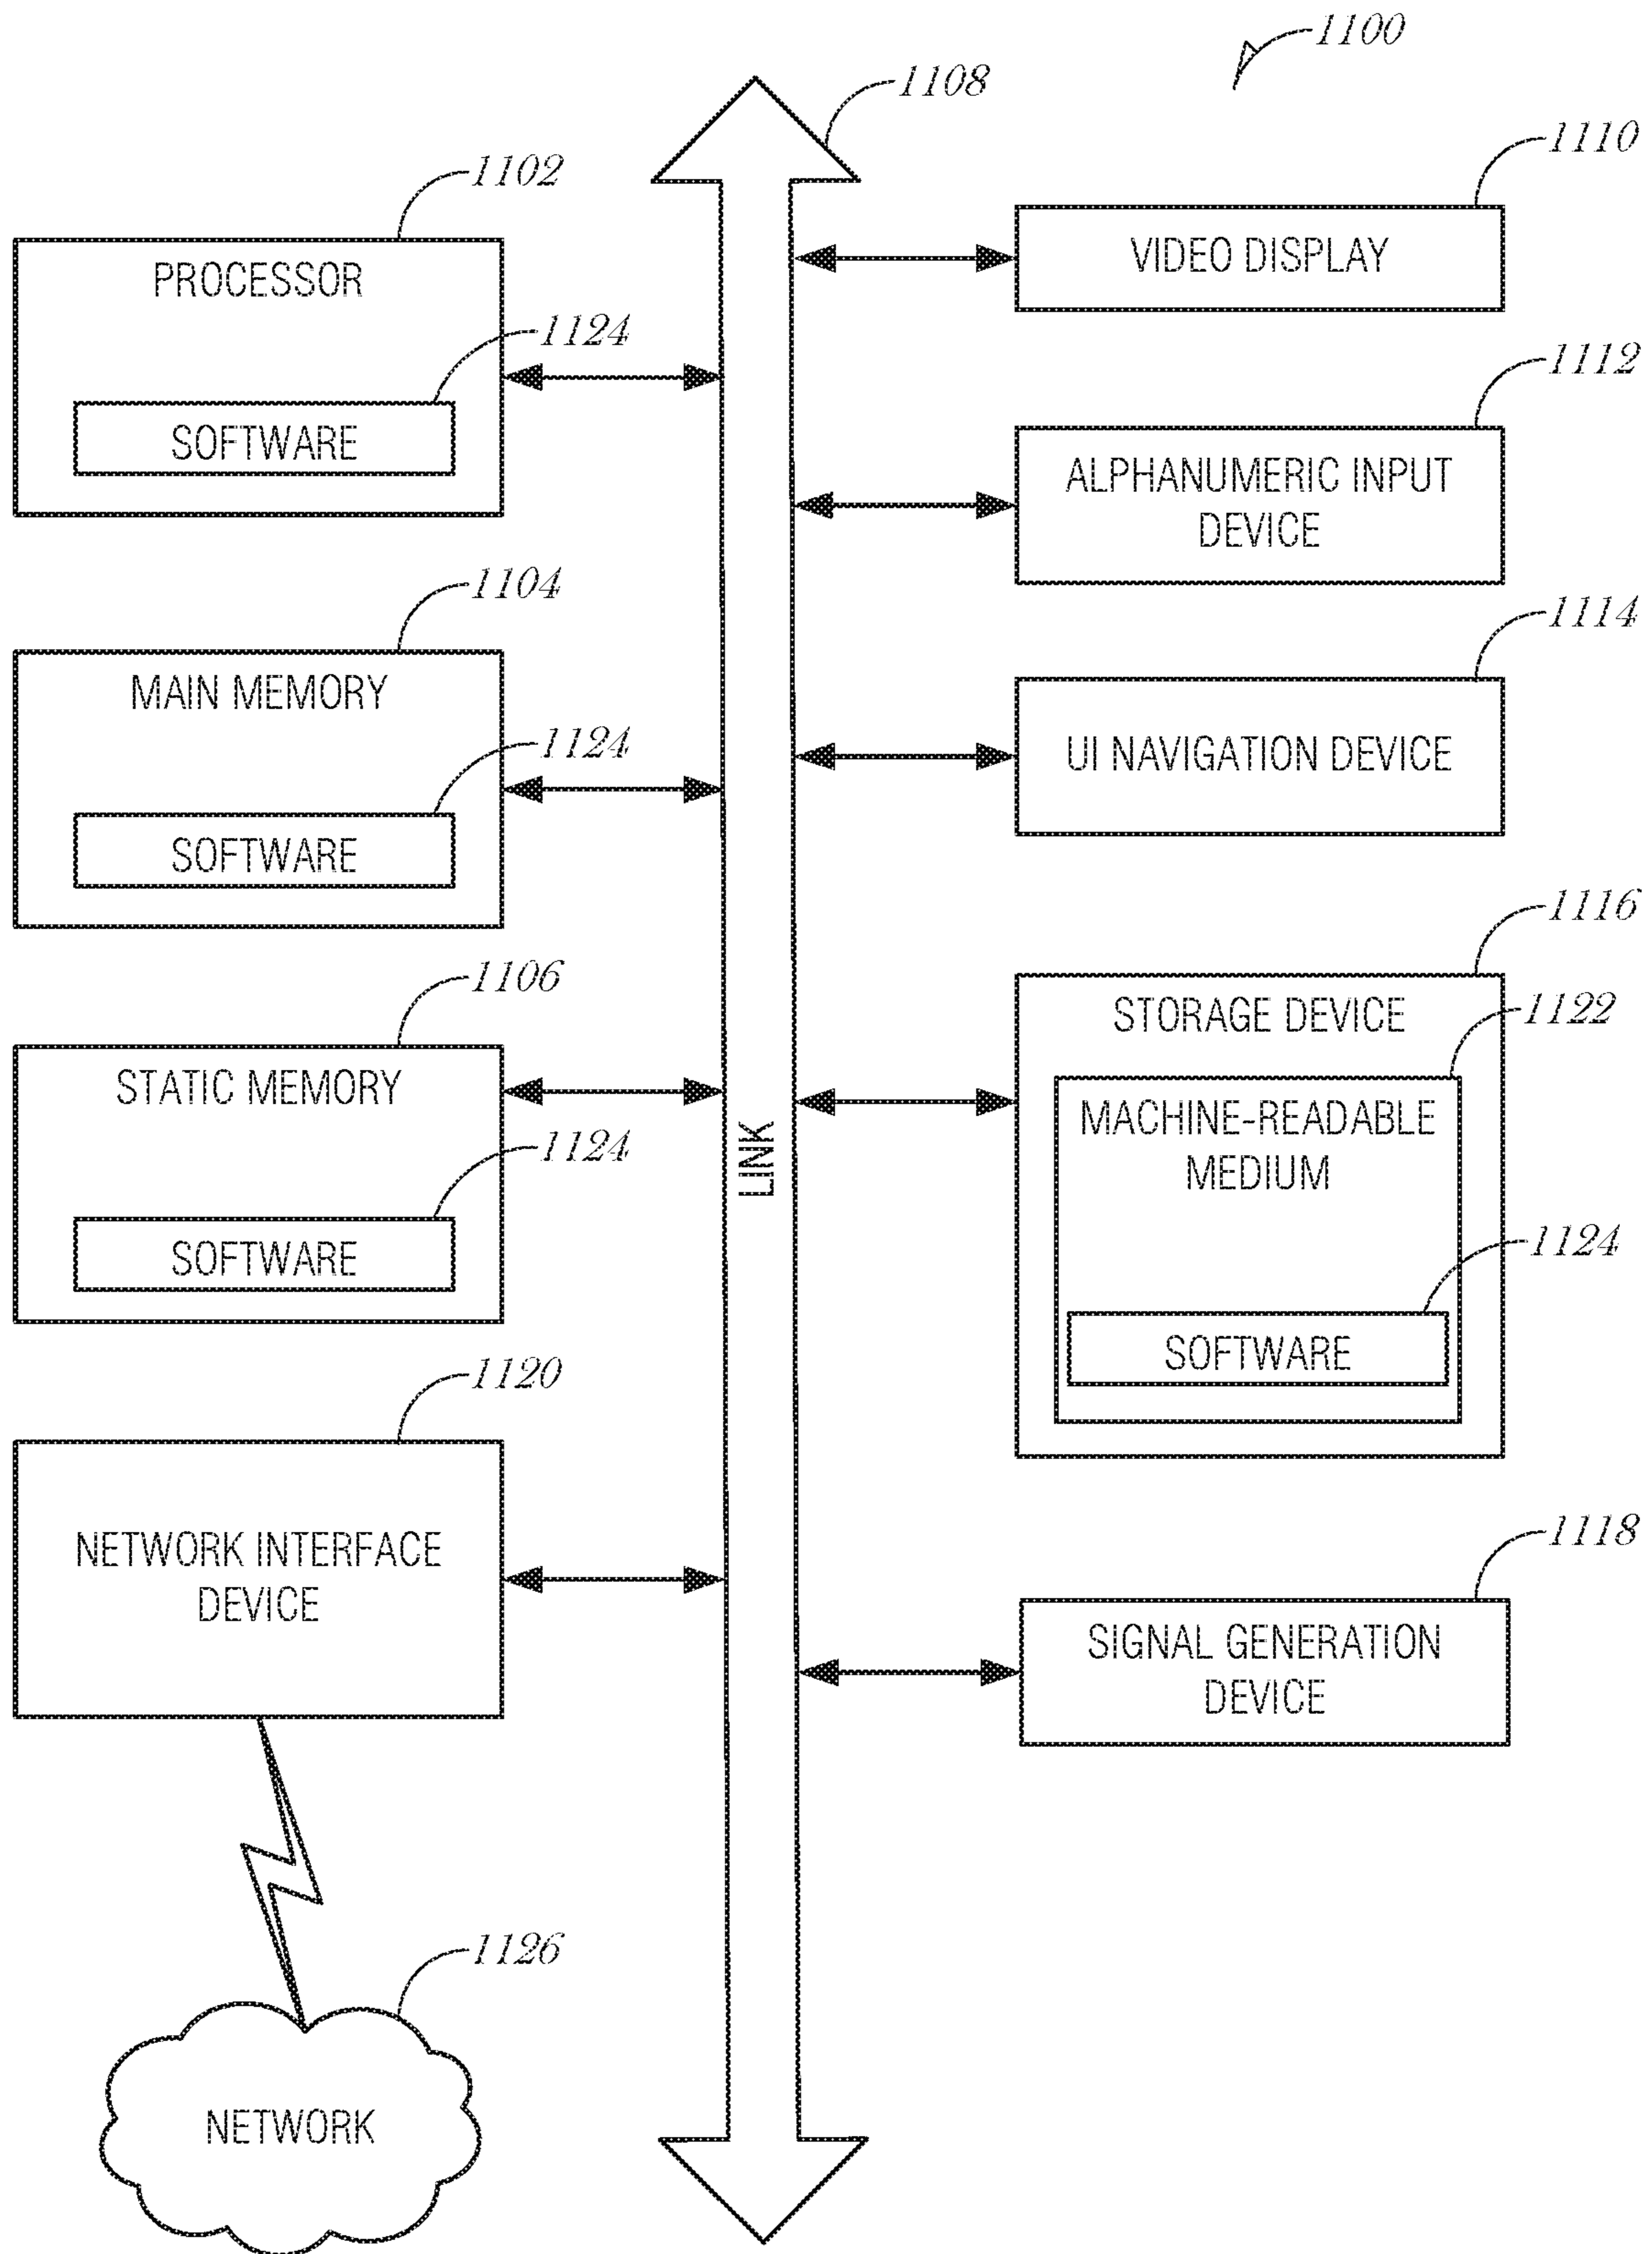 1100
1108
1110
VIDEO DISPLAY
1102
PROCESSOR
1124
SOFTWARE
1112
ALPHANUMERIC INPUT
DEVICE
1104
MAIN MEMORY
1124
SOFTWARE
1114
UI NAVIGATION DEVICE
1106
STATIC MEMORY
1124
SOFTWARE
LINK
1116
STORAGE DEVICE
1122
MACHINE-READABLE
MEDIUM
1124
SOFTWARE
1120
NETWORK INTERFACE
DEVICE
1118
SIGNAL GENERATION
DEVICE
1126
NETWORK